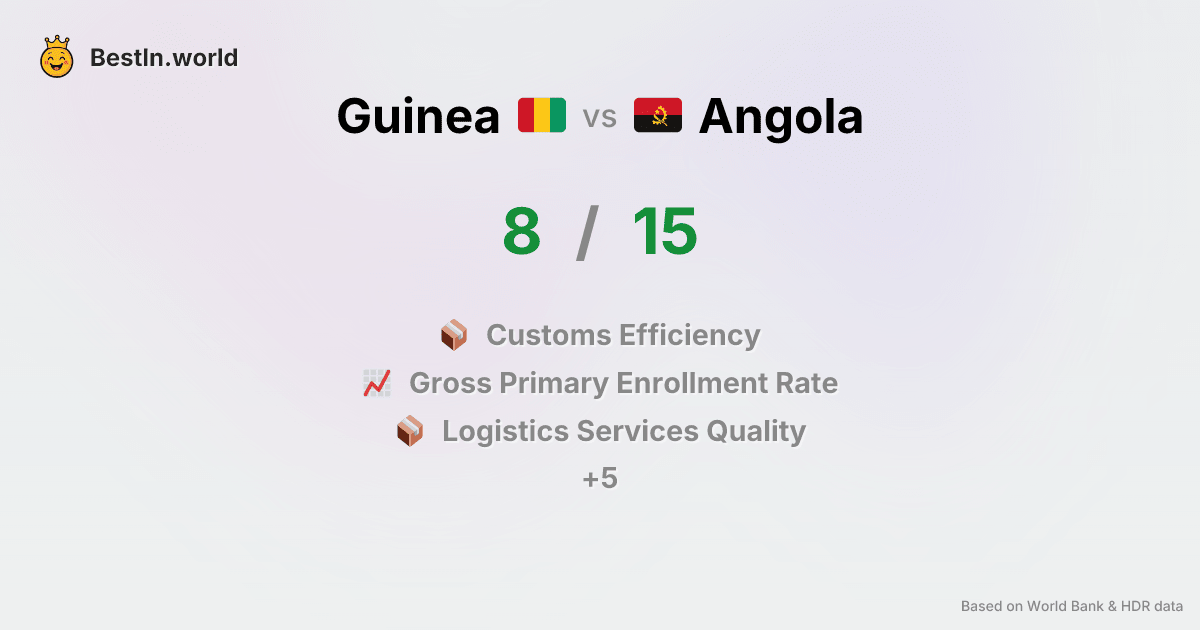 BestIn.world
Guinea vs Angola
8 / 15
Customs Efficiency
Gross Primary Enrollment Rate
Logistics Services Quality
+5
Based on World Bank & HDR data